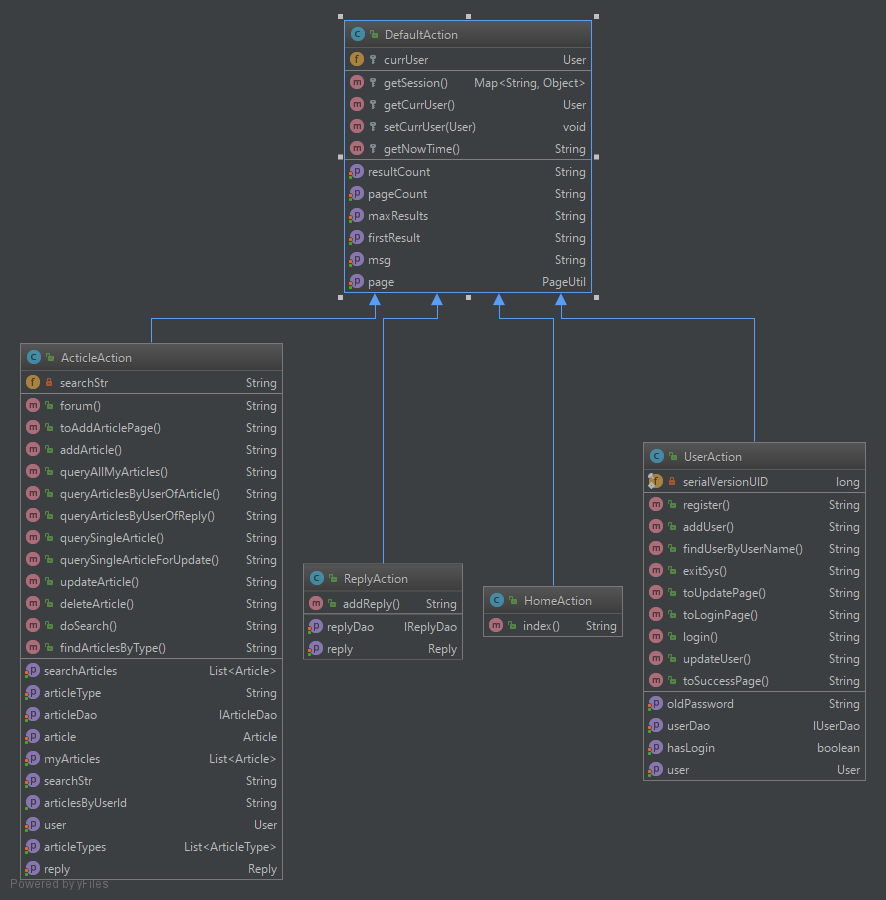 DefaultAction
currUser User
getSession() Map<String, Object>
getCurrUser() User
setCurrUser(User) void
getNowTime() String
resultCount String
pageCount String
maxResults String
firstResult String
msg String
page PageUtil
ActicleAction
searchStr String
forum() String
toAddArticlePage() String
addArticle() String
queryAllMyArticles() String
queryArticlesByUserOfArticle() String
queryArticlesByUserOfReply() String
querySingleArticle() String
querySingleArticleForUpdate() String
updateArticle() String
deleteArticle() String
doSearch() String
findArticlesByType() String
searchArticles List<Article>
articleType String
articleDao IArticleDao
article Article
myArticles List<Article>
searchStr String
articlesByUserId String
user User
articleTypes List<ArticleType>
reply Reply
ReplyAction
addReply() String
replyDao IReplyDao
reply Reply
HomeAction
index() String
UserAction
serialVersionUID long
register() String
addUser() String
findUserByUserName() String
exitSys() String
toUpdatePage() String
toLoginPage() String
login() String
updateUser() String
toSuccessPage() String
oldPassword String
userDao IUserDao
hasLogin boolean
user User
Powered by yFiles